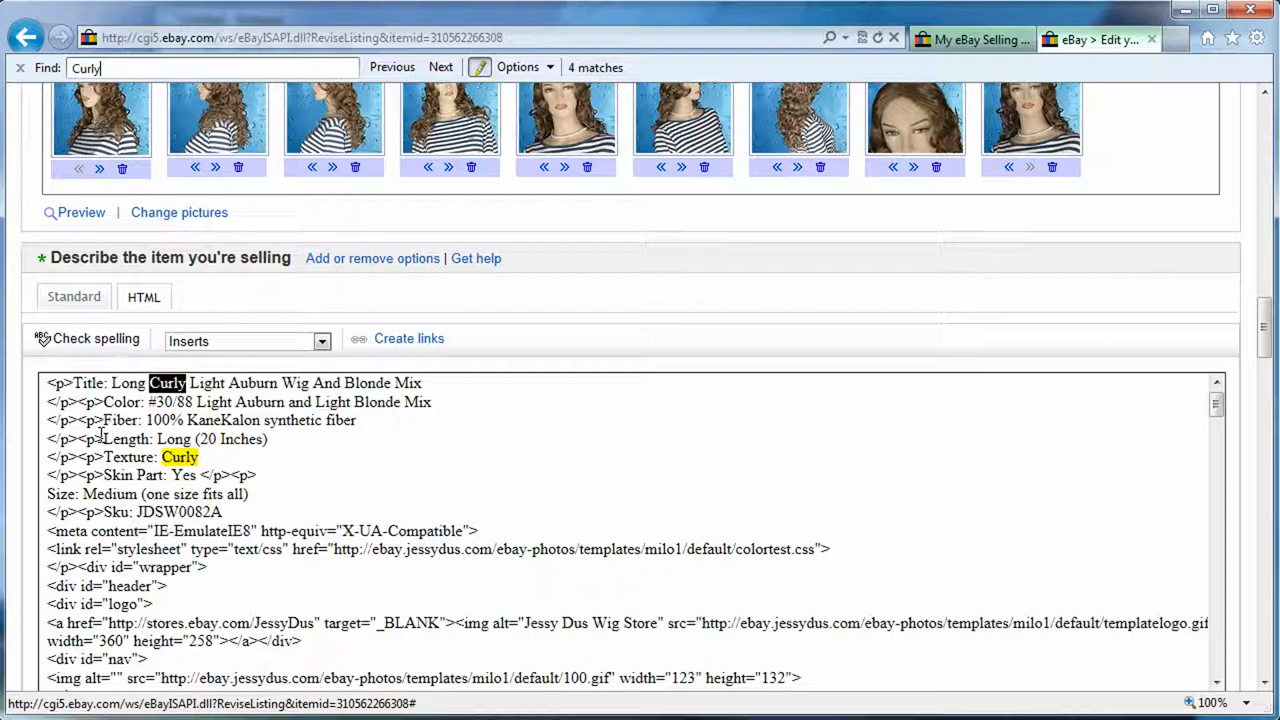 http://cgi5.ebay.com/ws/eBayISAPI.dll?ReviseListing&itemid=310562266308
My eBay Selling ...
eBay > Edit y...
Find: Curly
Previous Next Options 4 matches
Preview | Change pictures
* Describe the item you're selling Add or remove options | Get help
Standard HTML
ABC Check spelling Inserts Create links
<p>Title: Long Curly Light Auburn Wig And Blonde Mix
</p><p>Color: #30/88 Light Auburn and Light Blonde Mix
</p><p>Fiber: 100% KaneKalon synthetic fiber
</p><p>Length: Long (20 Inches)
</p><p>Texture: Curly
</p><p>Skin Part: Yes </p><p>
Size: Medium (one size fits all)
</p><p>Sku: JDSW0082A
<meta content="IE-EmulateIE8" http-equiv="X-UA-Compatible">
<link rel="stylesheet" type="text/css" href="http://ebay.jessydus.com/ebay-photos/templates/milo1/default/colortest.css">
</p><div id="wrapper">
<div id="header">
<div id="logo">
<a href="http://stores.ebay.com/JessyDus" target="_BLANK"><img alt="Jessy Dus Wig Store" src="http://ebay.jessydus.com/ebay-photos/templates/milo1/default/templatelogo.gif
width="360" height="258"></a></div>
<div id="nav">
<img alt="" src="http://ebay.jessydus.com/ebay-photos/templates/milo1/default/100.gif" width="123" height="132">
http://cgi5.ebay.com/ws/eBayISAPI.dll?ReviseListing&itemid=310562266308#
100%